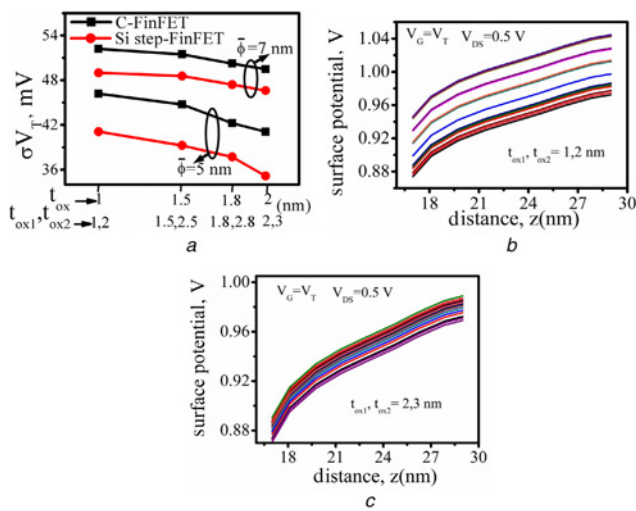 C-FinFET
Si step-FinFET
ϕ̄=7 nm
ϕ̄=5 nm
σV_T, mV
52
48
42
36
t_ox
1
1.5
1.8
2 (nm)
t_ox1,t_ox2
1,2
1.5,2.5
1.8,2.8
2,3
a
surface potential, V
1.04
1.00
0.96
0.92
0.88
V_G=V_T V_DS=0.5 V
t_ox1, t_ox2= 1,2 nm
18 21 24 27 30
distance, z(nm)
b
surface potential, V
1.00
0.96
0.92
0.88
V_G=V_T V_DS=0.5 V
t_ox1, t_ox2= 2,3 nm
18 21 24 27 30
distance, z(nm)
c